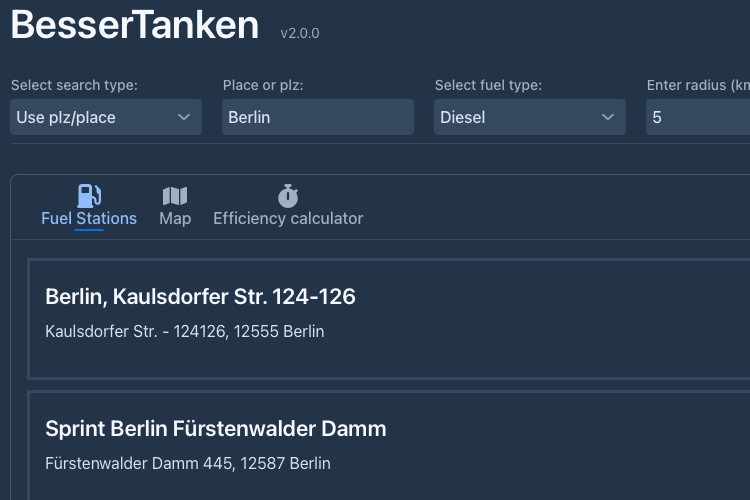 BesserTanken v2.0.0
Select search type: Place or plz: Select fuel type: Enter radius (km
Use plz/place Berlin Diesel 5
Fuel Stations Map Efficiency calculator
Berlin, Kaulsdorfer Str. 124-126
Kaulsdorfer Str. - 124126, 12555 Berlin
Sprint Berlin Fürstenwalder Damm
Fürstenwalder Damm 445, 12587 Berlin